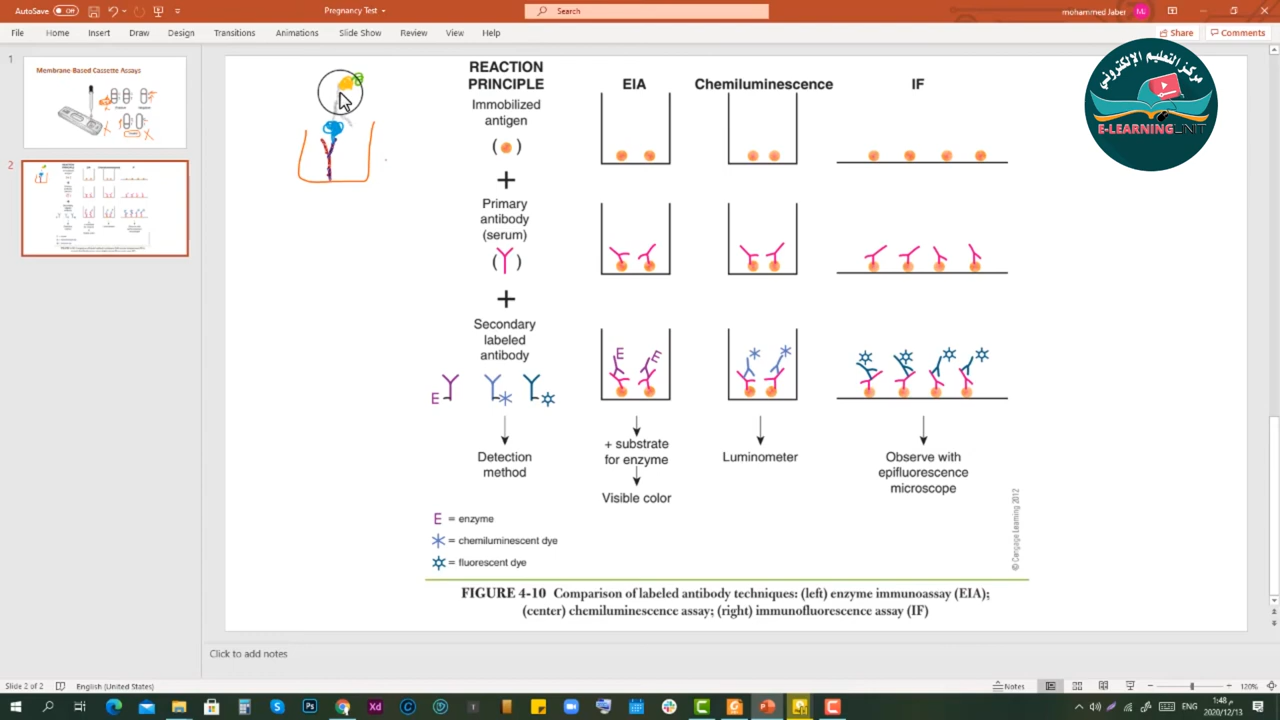 AutoSave Off
Pregnancy Test
Search
mohammed Jaber
MJ
File Home Insert Draw Design Transitions Animations Slide Show Review View Help
Share Comments
مركز التعليم الإلكتروني
E-LEARNING UNIT
1
Membrane-Based Cassette Assays
2
REACTION
PRINCIPLE
EIA
Chemiluminescence
IF
Immobilized
antigen
( )
+
Primary
antibody
(serum)
( )
+
Secondary
labeled
antibody
E
E E
Detection
method
+ substrate
for enzyme
Visible color
Luminometer
Observe with
epifluorescence
microscope
© Cengage Learning 2012
E = enzyme
= chemiluminescent dye
= fluorescent dye
FIGURE 4-10 Comparison of labeled antibody techniques: (left) enzyme immunoassay (EIA);
(center) chemiluminescence assay; (right) immunofluorescence assay (IF)
Click to add notes
Slide 2 of 2 English (United States)
Notes
120%
1:48 م
2020/12/13